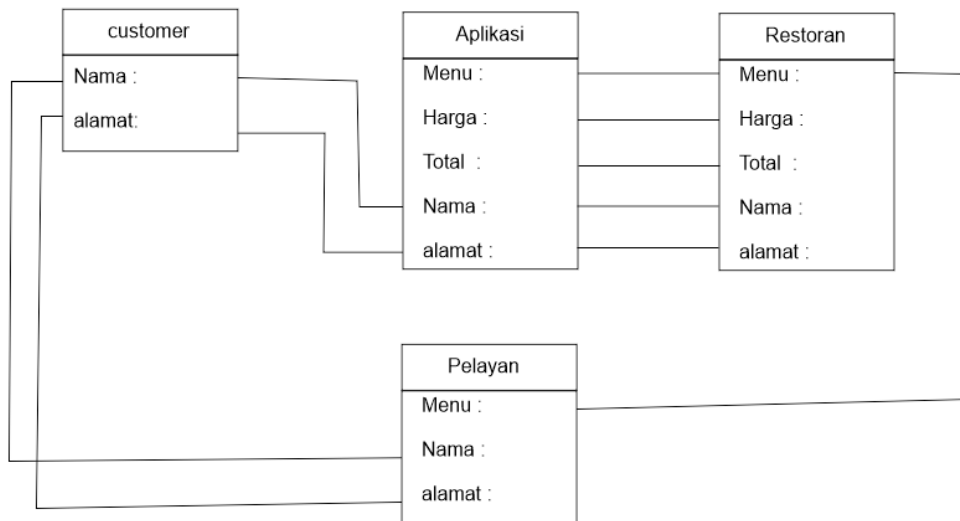 customer
Nama :
alamat:
Aplikasi
Menu :
Harga :
Total :
Nama :
alamat :
Restoran
Menu :
Harga :
Total :
Nama :
alamat :
Pelayan
Menu :
Nama :
alamat :